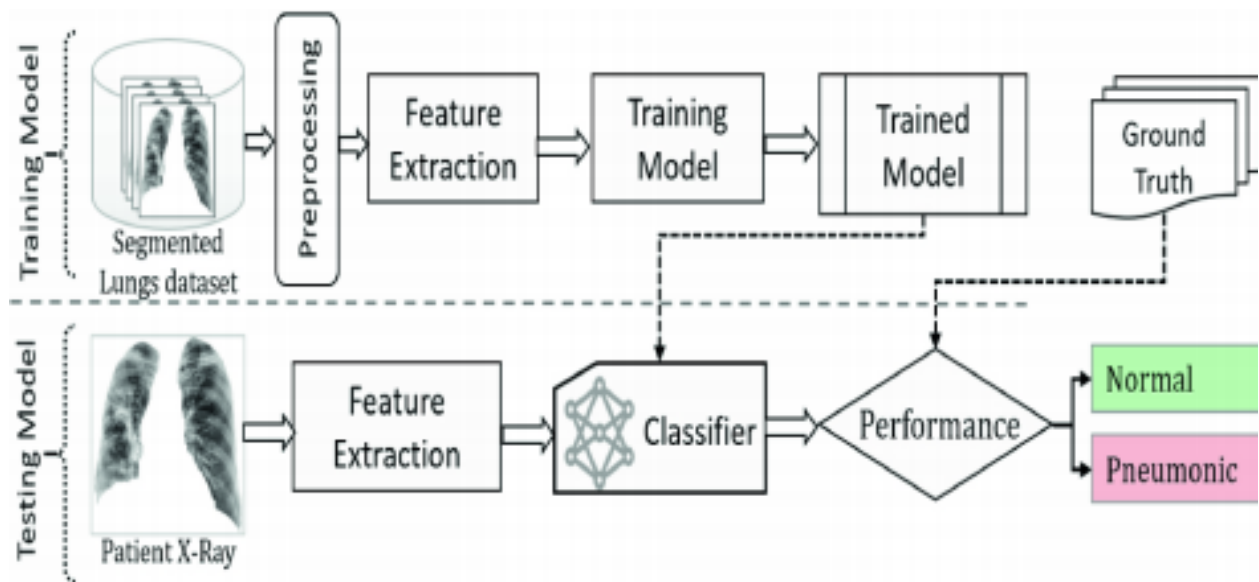 Training Model
Segmented
Lungs dataset
Preprocessing
Feature
Extraction
Training
Model
Trained
Model
Ground
Truth
Testing Model
Patient X-Ray
Feature
Extraction
Classifier
Performance
Normal
Pneumonic